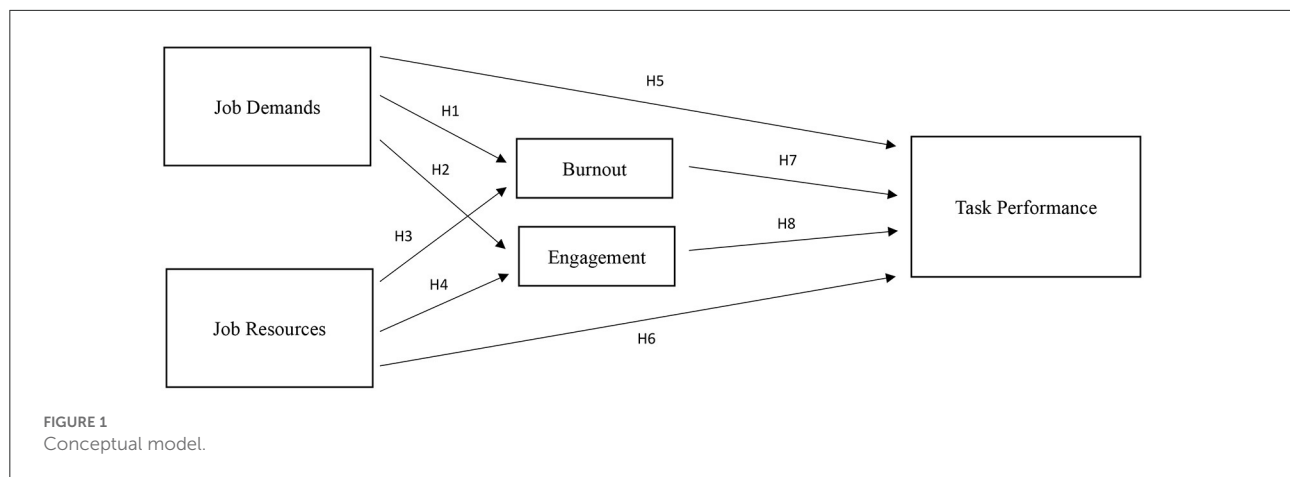 Job Demands
H5
H1
H2
Burnout
H7
Task Performance
H3
Engagement
H8
H4
Job Resources
H6
FIGURE 1
Conceptual model.